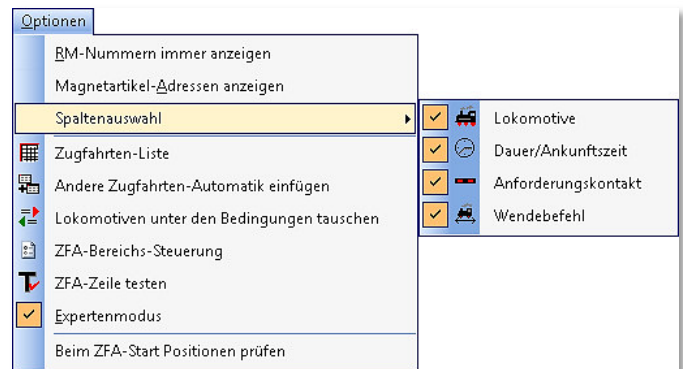 Optionen
RM-Nummern immer anzeigen
Magnetartikel-Adressen anzeigen
Spaltenauswahl
Lokomotive
Dauer/Ankunftszeit
Anforderungskontakt
Wendebefehl
Zugfahrten-Liste
Andere Zugfahrten-Automatik einfügen
Lokomotiven unter den Bedingungen tauschen
ZFA-Bereichs-Steuerung
ZFA-Zeile testen
Expertenmodus
Beim ZFA-Start Positionen prüfen